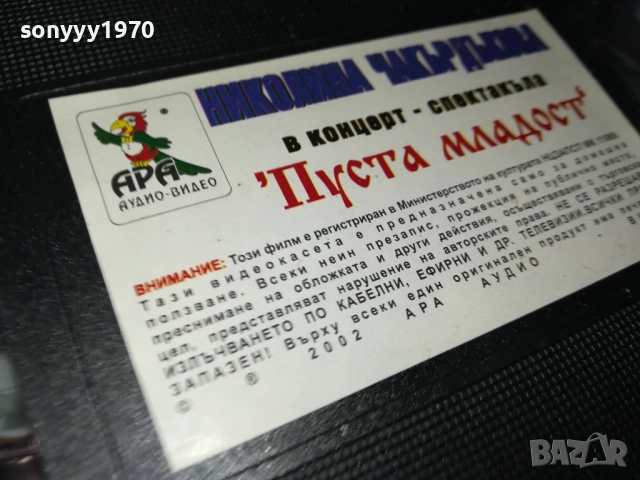 sonyyy1970
НИКОЛИНА ЧАКЪРДЪКОВА
в концерт - спектакъла
"Пуста младост"
АРА
АУДИО-ВИДЕО
ВНИМАНИЕ: Този филм е регистриран в Министерството на културата
Тази видеокасета е предназначена само за домашно
ползване. Всеки неин презапис, прожекция на публично място,
преснимане на обложката и други действия, осъществявани с търговска
цел, представляват нарушение на авторските права. НЕ СЕ РАЗРЕШАВА
ИЗЛЪЧВАНЕТО ПО КАБЕЛНИ, ЕФИРНИ И ДР. ТЕЛЕВИЗИИ. ВСИЧКИ
ЗАПАЗЕНИ! Върху всеки един оригинален продукт има
© ® 2002 АРА АУДИО
BAZAR